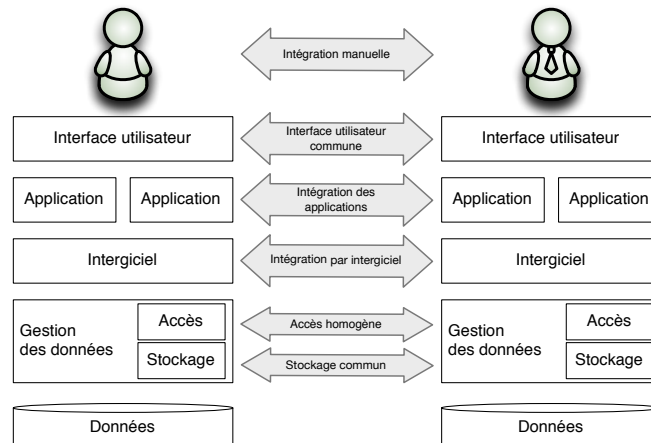 Intégration manuelle
Interface utilisateur
Interface utilisateur
commune
Interface utilisateur
Application
Application
Intégration des
applications
Application
Application
Intergiciel
Intégration par intergiciel
Intergiciel
Gestion
des données
Accès
Stockage
Accès homogène
Stockage commun
Gestion
des données
Accès
Stockage
Données
Données